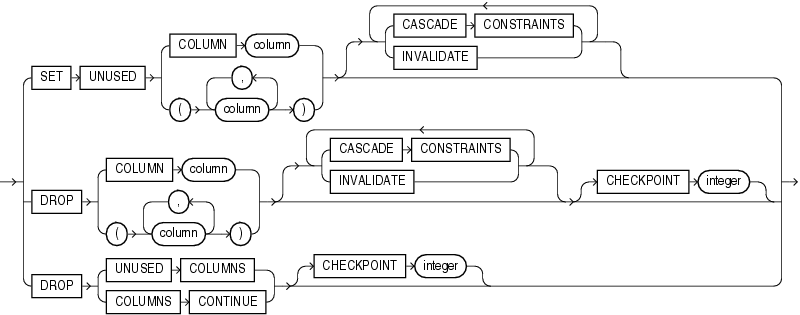 CASCADE CONSTRAINTS
COLUMN column
INVALIDATE
SET UNUSED
,
( column )
CASCADE CONSTRAINTS
COLUMN column
INVALIDATE
CHECKPOINT integer
DROP
,
( column )
UNUSED COLUMNS
CHECKPOINT integer
DROP
COLUMNS CONTINUE